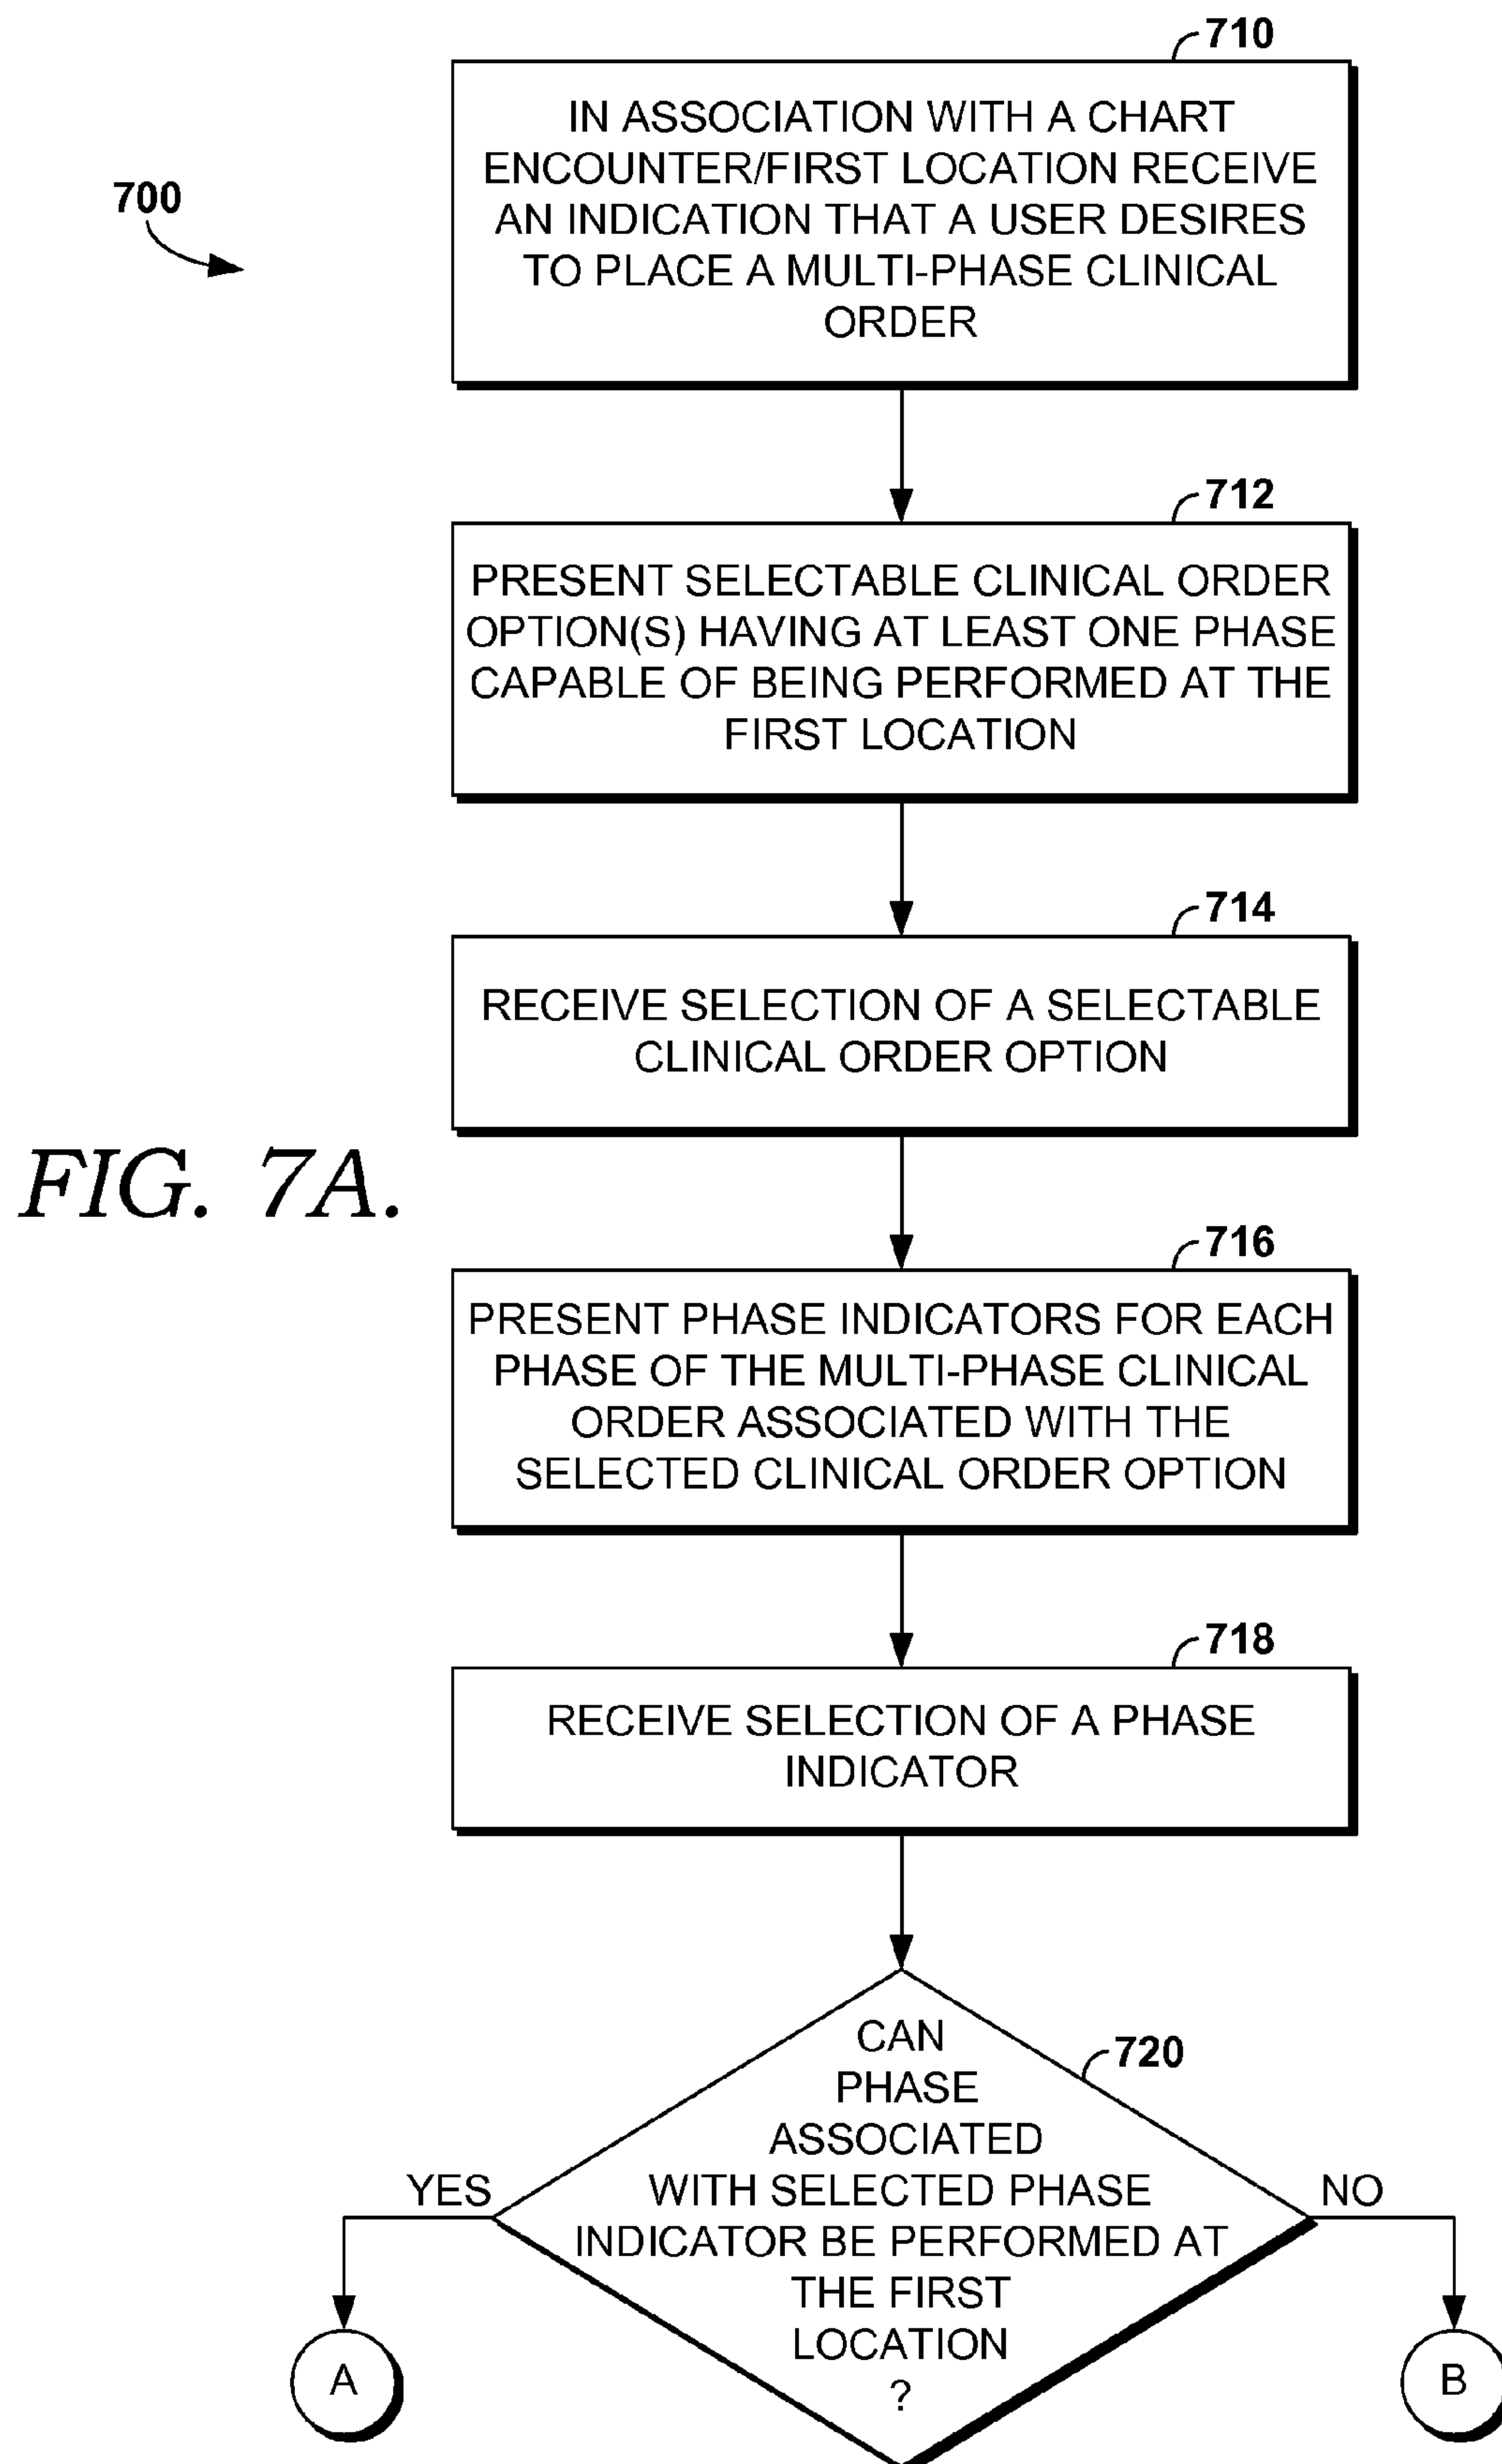 710
700
IN ASSOCIATION WITH A CHART
ENCOUNTER/FIRST LOCATION RECEIVE
AN INDICATION THAT A USER DESIRES
TO PLACE A MULTI-PHASE CLINICAL
ORDER
712
PRESENT SELECTABLE CLINICAL ORDER
OPTION(S) HAVING AT LEAST ONE PHASE
CAPABLE OF BEING PERFORMED AT THE
FIRST LOCATION
714
RECEIVE SELECTION OF A SELECTABLE
CLINICAL ORDER OPTION
FIG. 7A.
716
PRESENT PHASE INDICATORS FOR EACH
PHASE OF THE MULTI-PHASE CLINICAL
ORDER ASSOCIATED WITH THE
SELECTED CLINICAL ORDER OPTION
718
RECEIVE SELECTION OF A PHASE
INDICATOR
720
CAN
PHASE
ASSOCIATED
WITH SELECTED PHASE
INDICATOR BE PERFORMED AT
THE FIRST
LOCATION
?
YES
NO
A
B